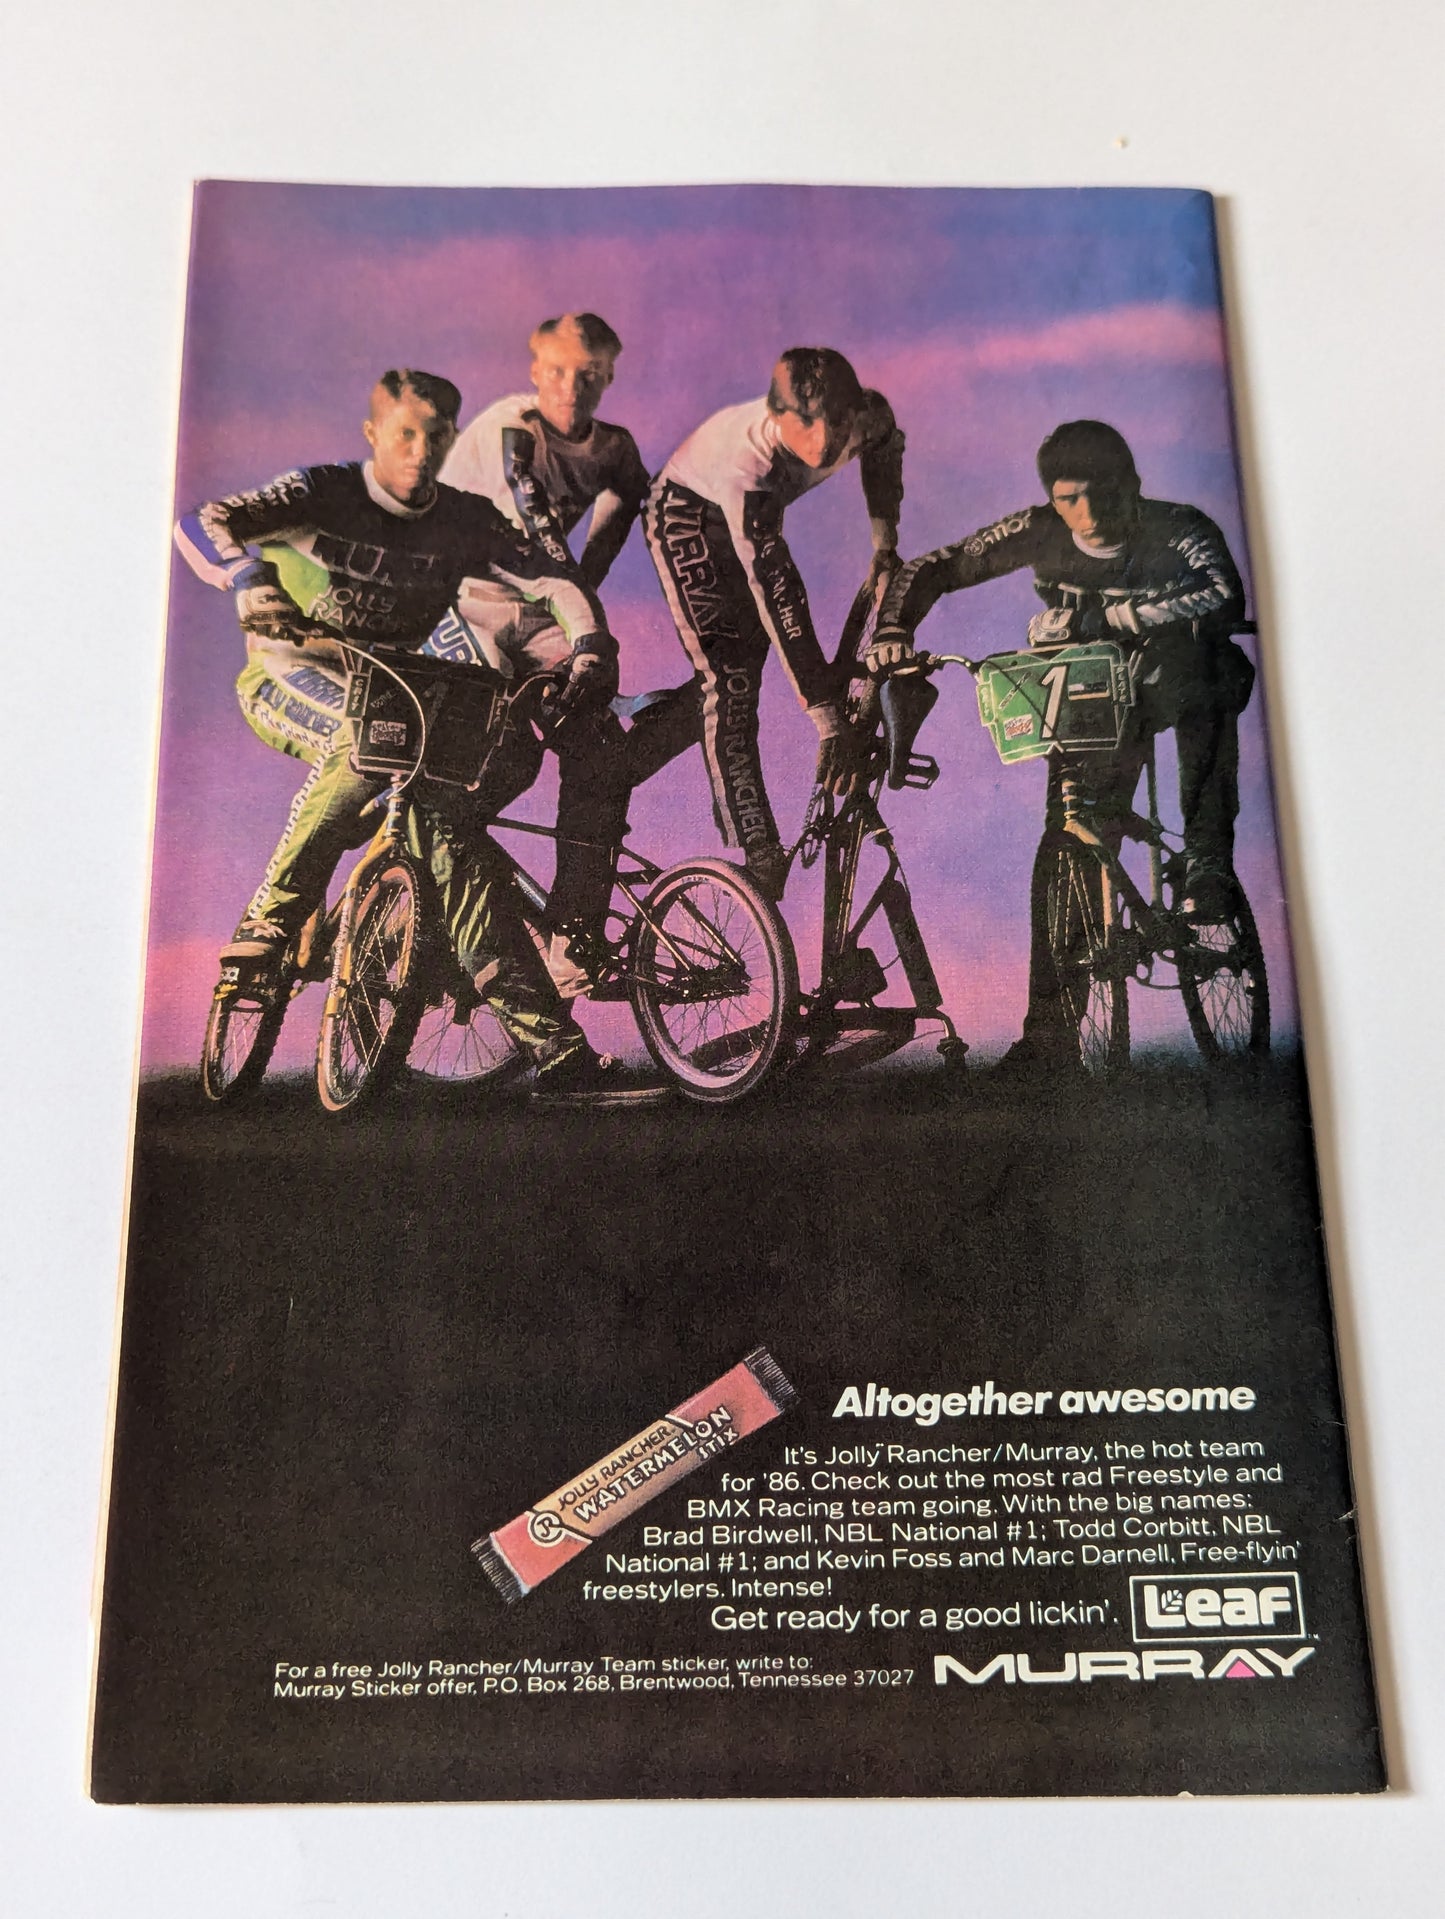 JOLLY
RANCH
MURRAY
JOLLY RANCHER
1
JOLLY RANCHER
WATERMELON
STIX
JR
Altogether awesome
It's Jolly Rancher/Murray, the hot team
for '86. Check out the most rad Freestyle and
BMX Racing team going. With the big names:
Brad Birdwell, NBL National #1; Todd Corbitt, NBL
National #1; and Kevin Foss and Marc Darnell, Free-flyin'
freestylers. Intense!
Get ready for a good lickin'.
Leaf
For a free Jolly Rancher/Murray Team sticker, write to:
Murray Sticker offer, P.O. Box 268, Brentwood, Tennessee 37027
MURRAY